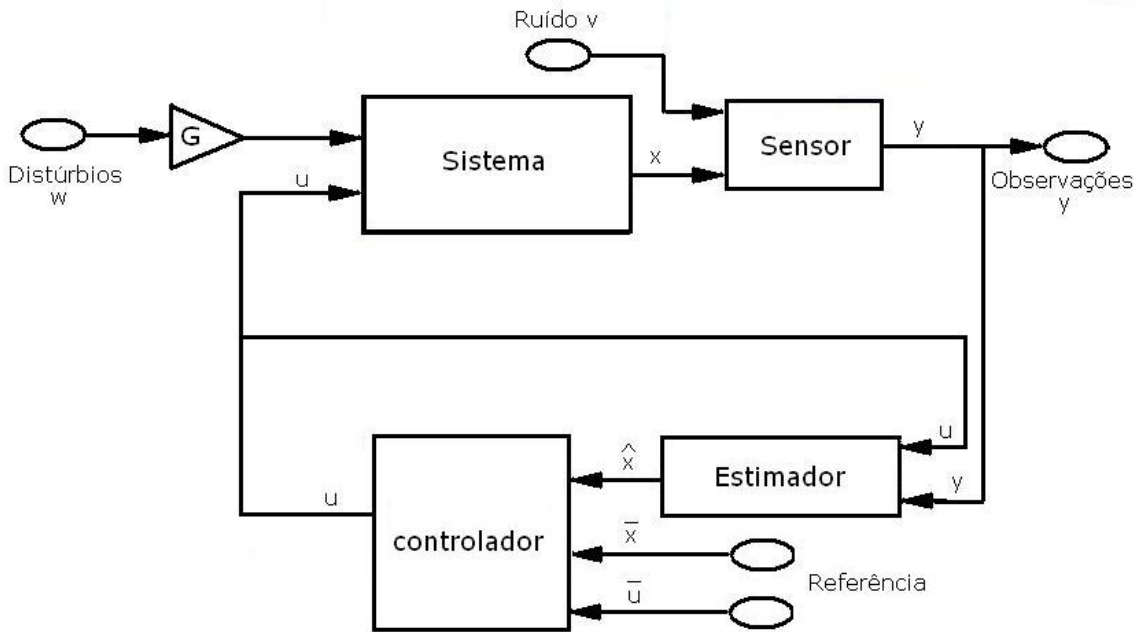 Ruído v
G
Distúrbios
w
u
Sistema
x
Sensor
y
Observações
y
u
x̂
Estimador
y
u
controlador
x̅
u̅
Referência